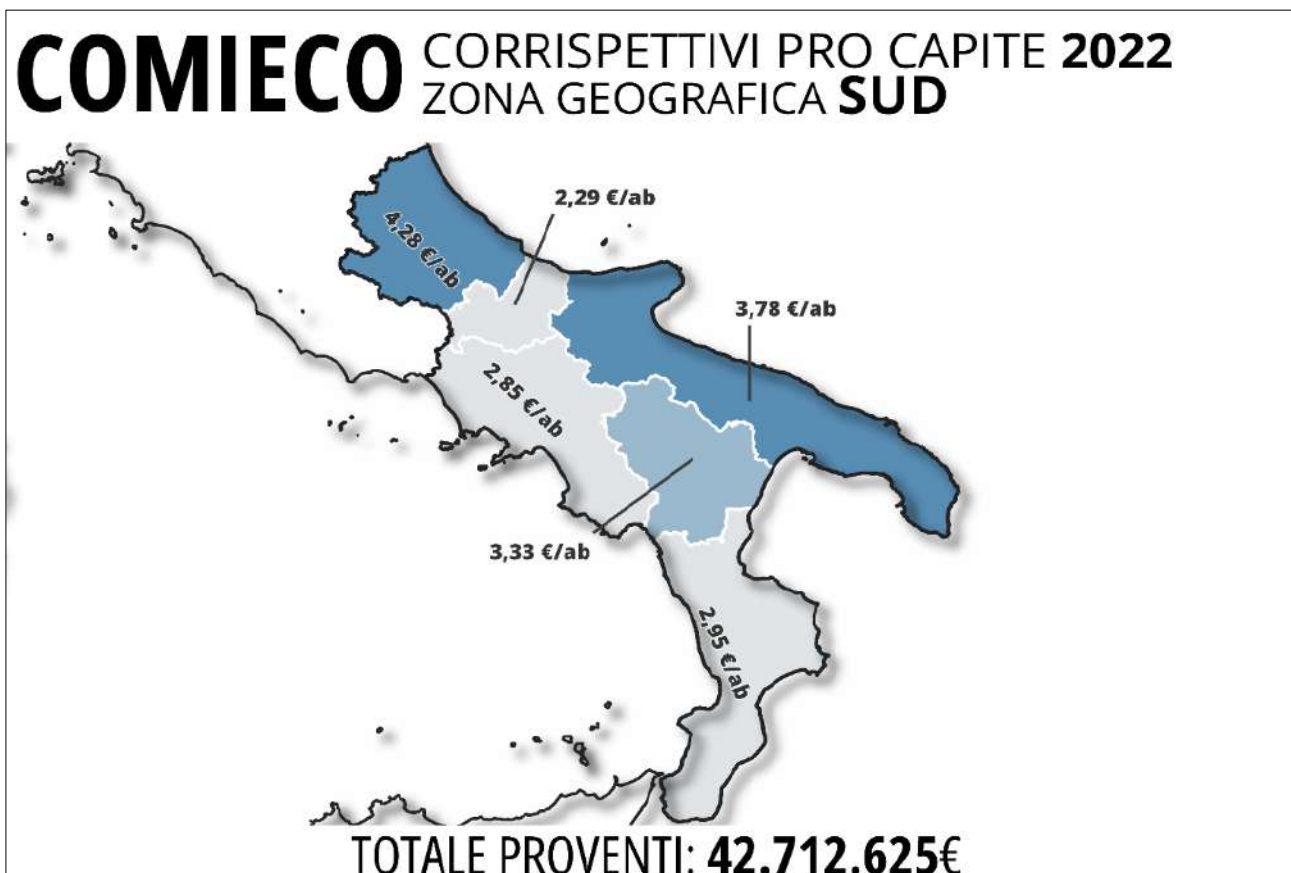 COMIECO CORRISPETTIVI PRO CAPITE 2022
ZONA GEOGRAFICA SUD
2,29 €/ab
4,28 €/ab
3,78 €/ab
2,85 €/ab
3,33 €/ab
2,95 €/ab
TOTALE PROVENTI: 42.712.625€